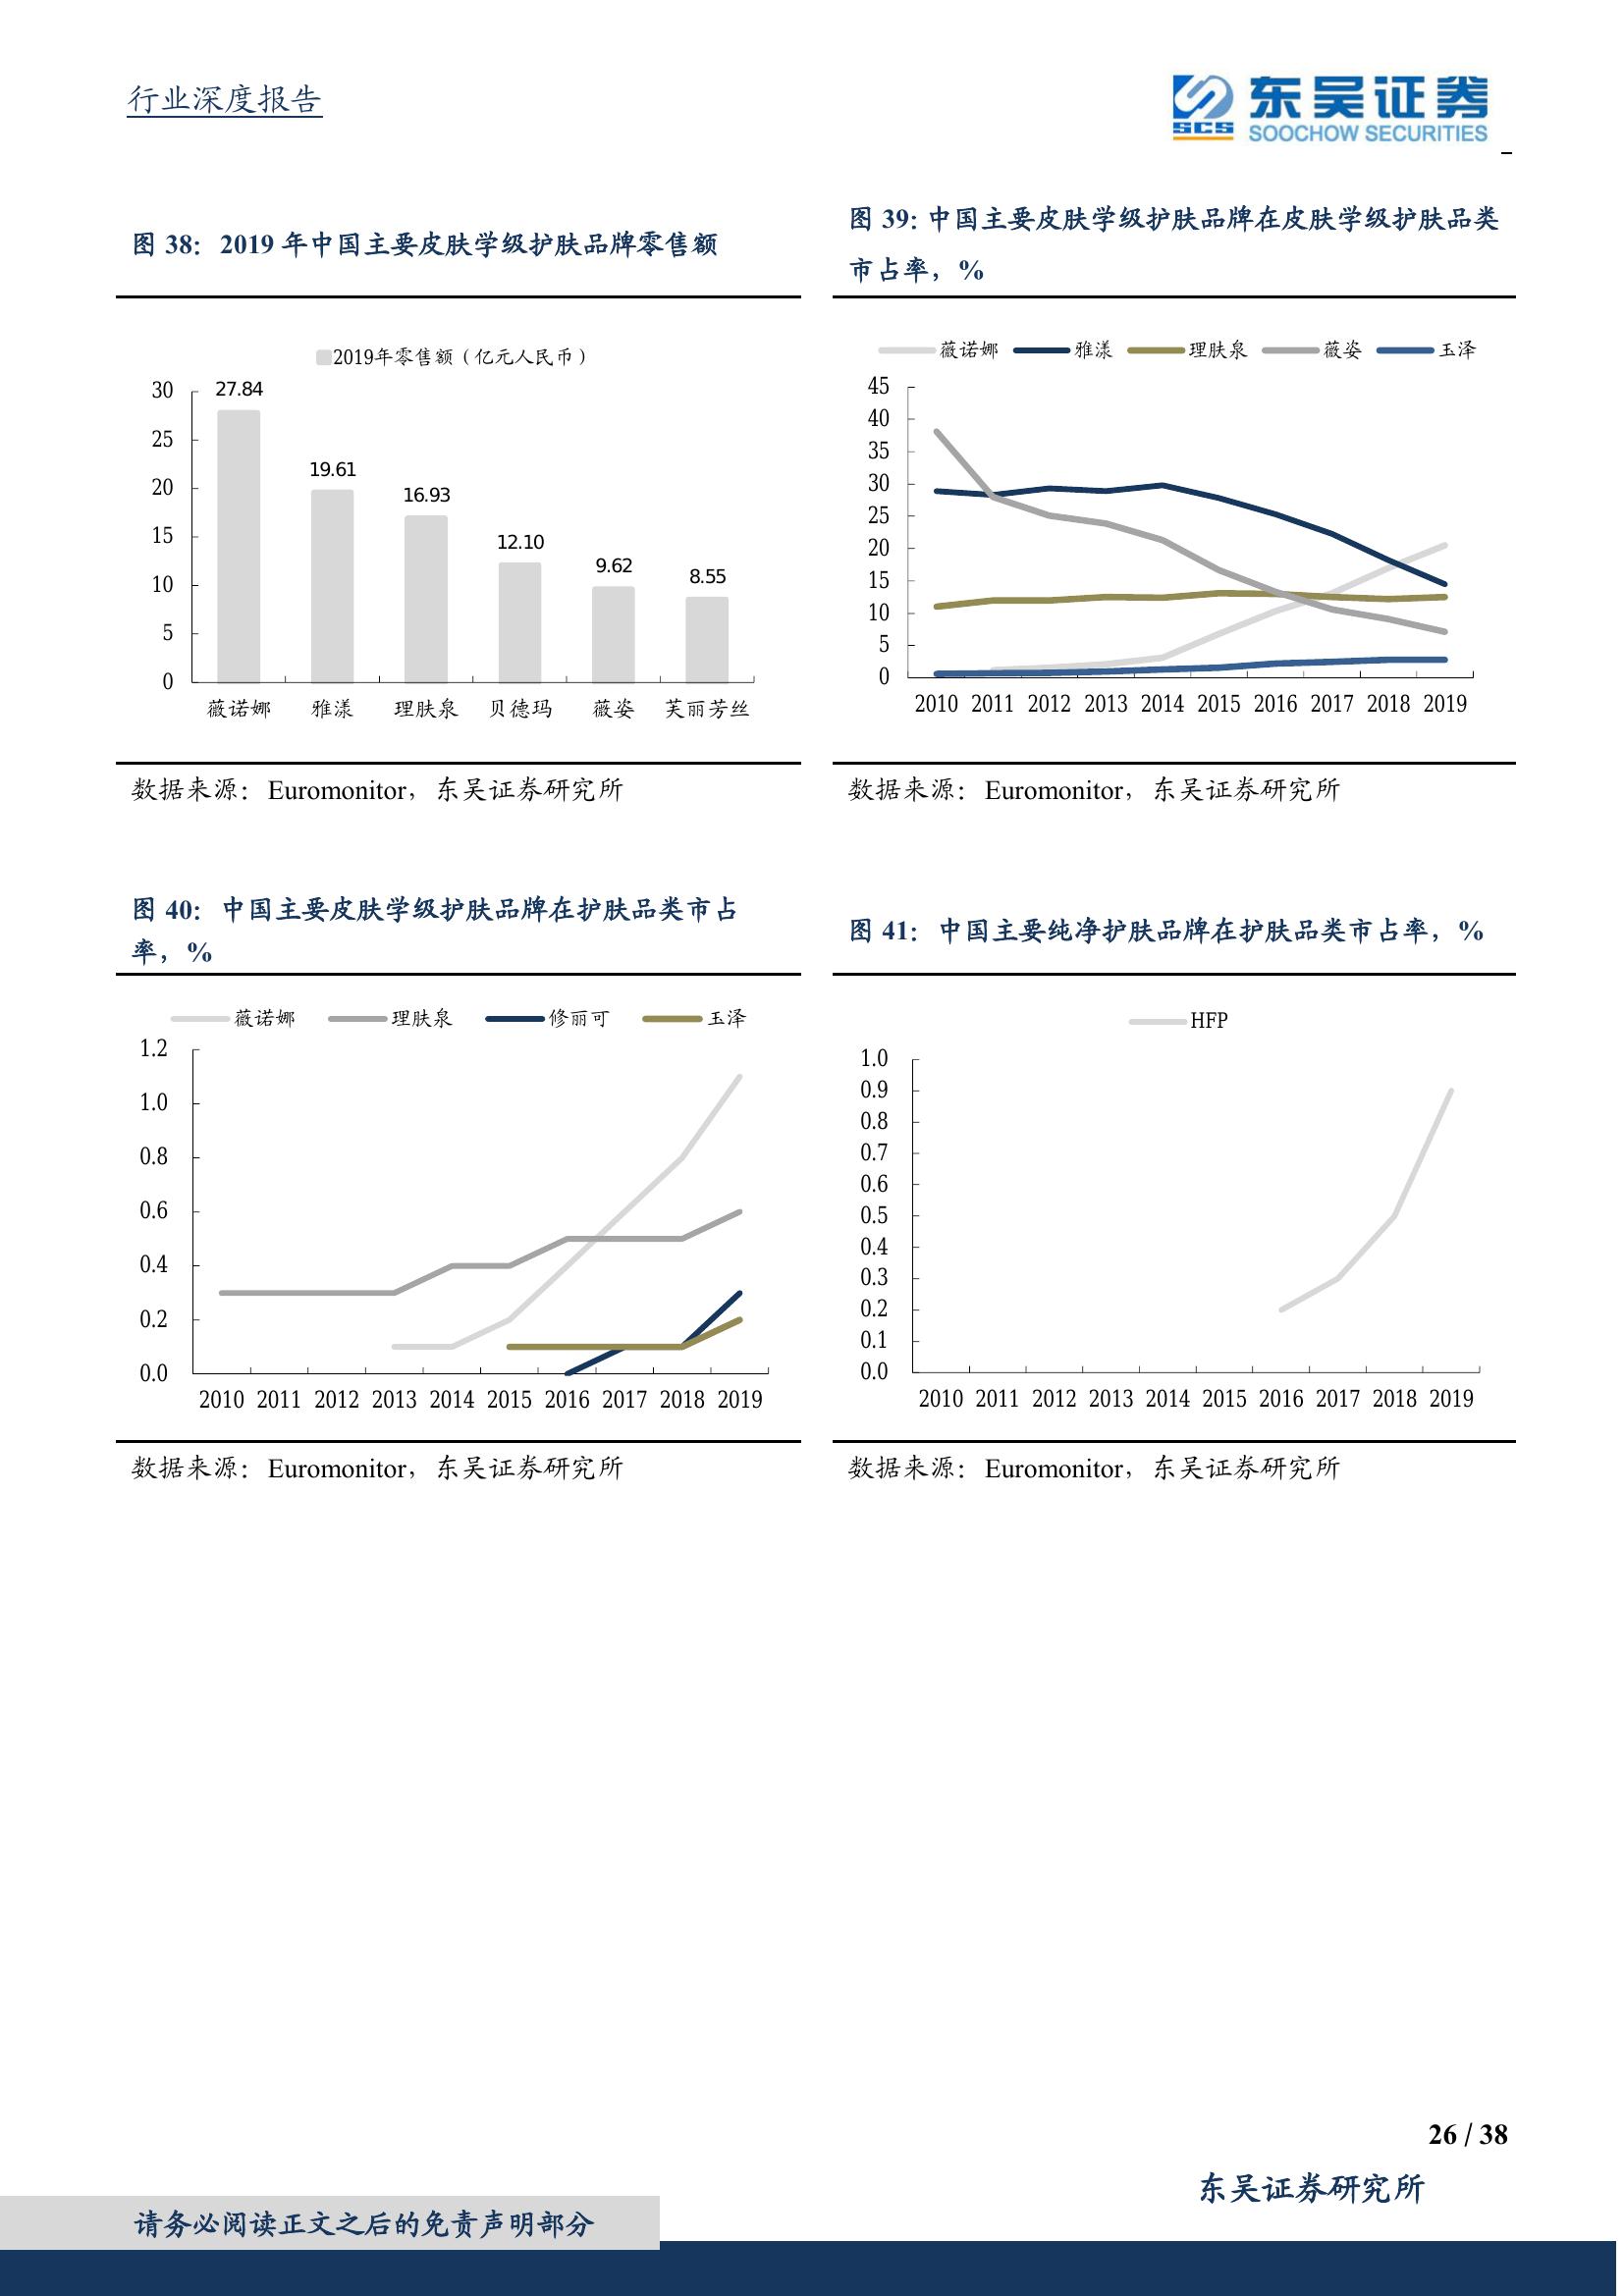 行业深度报告
东吴证券
SCS
SOOCHOW SECURITIES
图 38：2019 年中国主要皮肤学级护肤品牌零售额
2019年零售额（亿元人民币）
30
25
20
15
10
5
0
27.84
19.61
16.93
12.10
9.62
8.55
薇诺娜 雅漾 理肤泉 贝德玛 薇姿 芙丽芳丝
数据来源：Euromonitor，东吴证券研究所
图 39：中国主要皮肤学级护肤品牌在皮肤学级护肤品类
市占率，%
薇诺娜 雅漾 理肤泉 薇姿 玉泽
45
40
35
30
25
20
15
10
5
0
2010 2011 2012 2013 2014 2015 2016 2017 2018 2019
数据来源：Euromonitor，东吴证券研究所
图 40：中国主要皮肤学级护肤品牌在护肤品类市占
率，%
薇诺娜 理肤泉 修丽可 玉泽
1.2
1.0
0.8
0.6
0.4
0.2
0.0
2010 2011 2012 2013 2014 2015 2016 2017 2018 2019
数据来源：Euromonitor，东吴证券研究所
图 41：中国主要纯净护肤品牌在护肤品类市占率，%
HFP
1.0
0.9
0.8
0.7
0.6
0.5
0.4
0.3
0.2
0.1
0.0
2010 2011 2012 2013 2014 2015 2016 2017 2018 2019
数据来源：Euromonitor，东吴证券研究所
26 / 38
东吴证券研究所
请务必阅读正文之后的免责声明部分